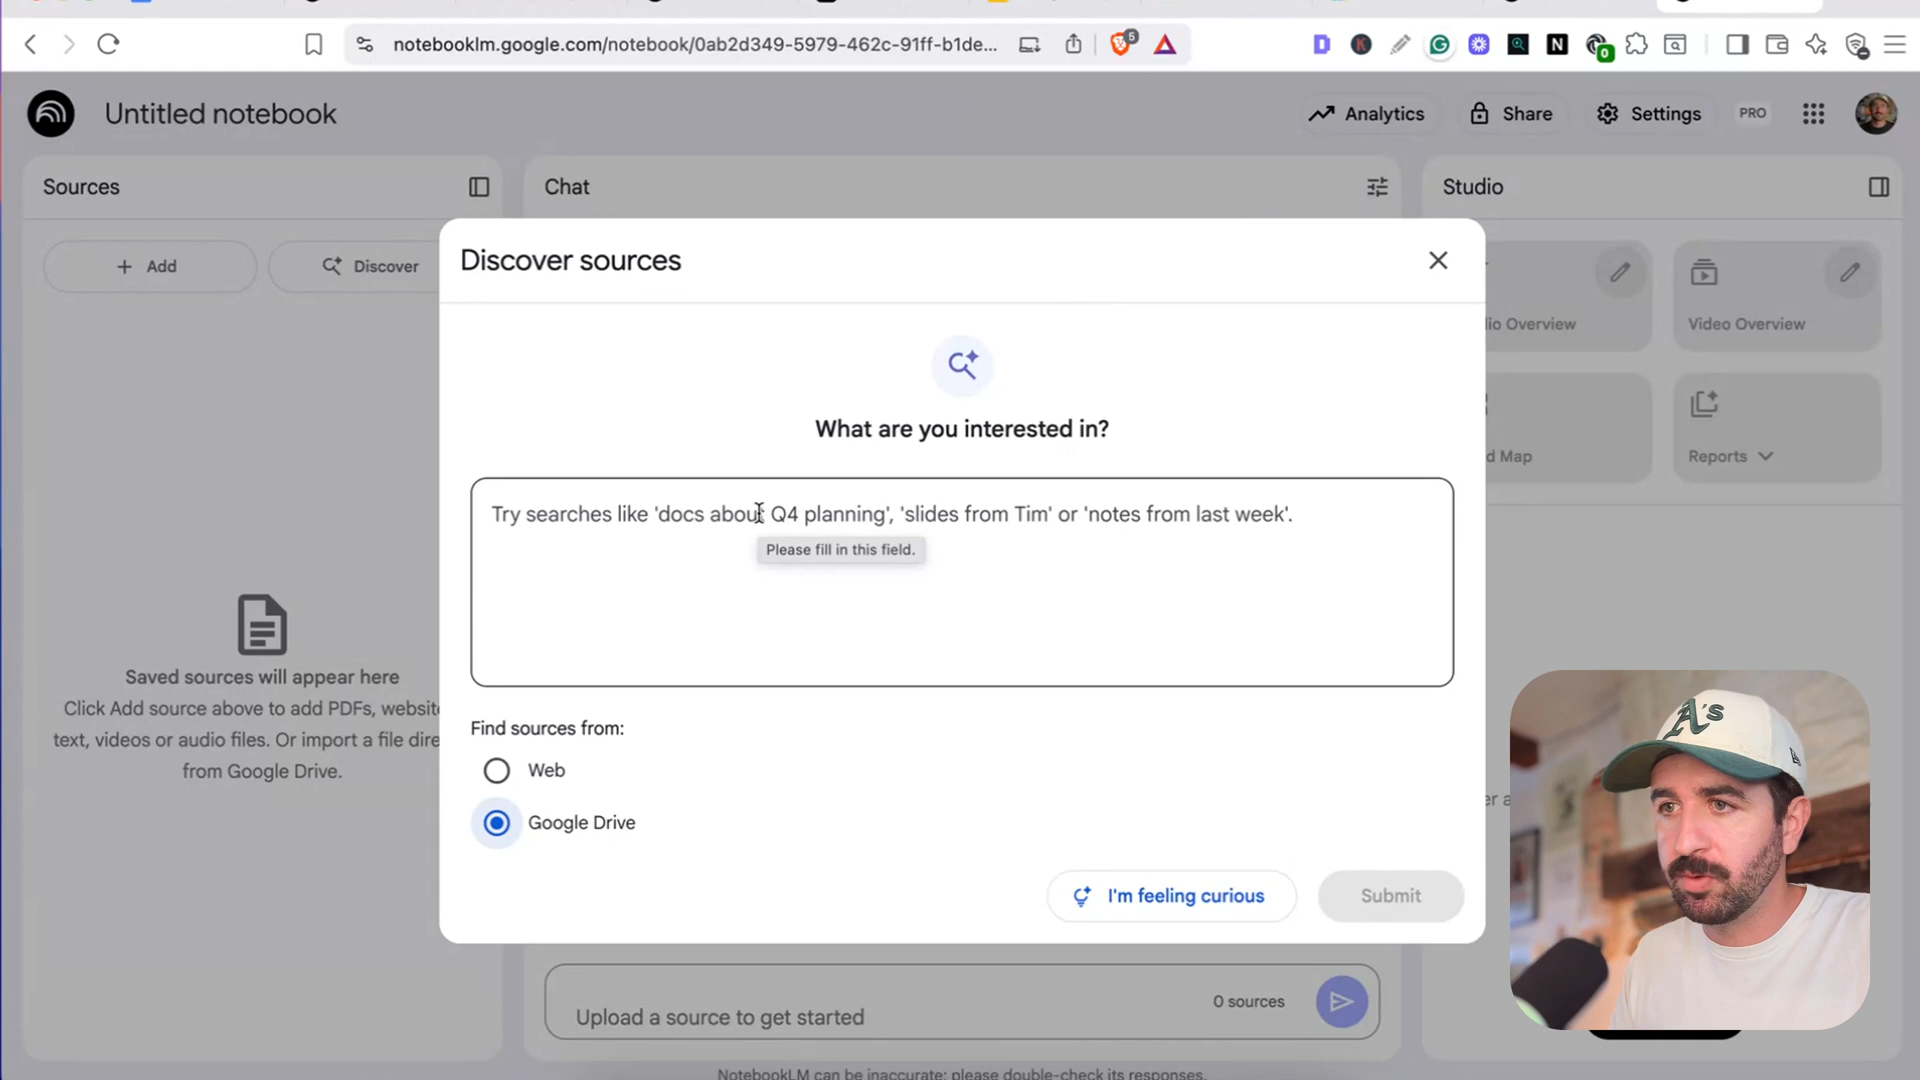 notebooklm.google.com/notebook/0ab2d349-5979-462c-91ff-b1de...
5
D
K
N
0
Untitled notebook
Analytics
Share
Settings
PRO
Sources
Chat
Studio
+ Add
Discover
Discover sources
io Overview
Video Overview
What are you interested in?
d Map
Reports
Try searches like 'docs about Q4 planning', 'slides from Tim' or 'notes from last week'.
Please fill in this field.
Saved sources will appear here
Click Add source above to add PDFs, website
text, videos or audio files. Or import a file dire
from Google Drive.
Find sources from:
Web
Google Drive
I'm feeling curious
Submit
Upload a source to get started
0 sources
A's
NotebookLM can be inaccurate; please double-check its responses.